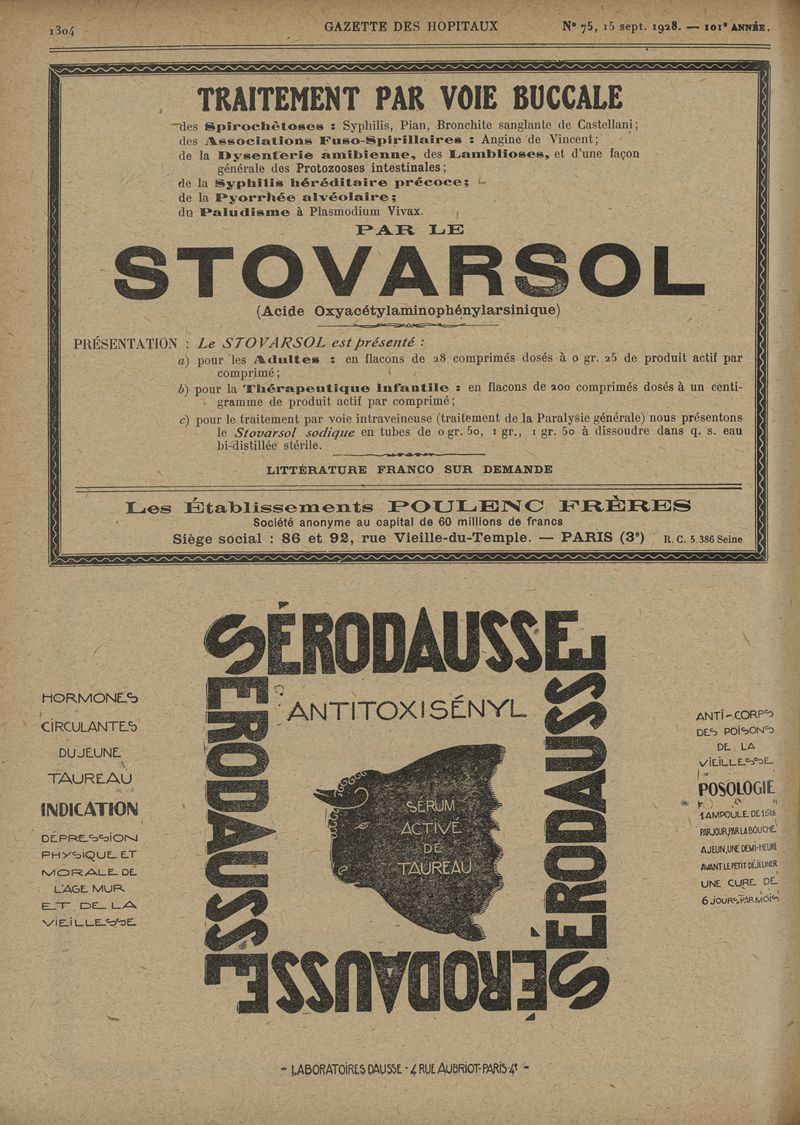 1304
GAZETTE DES HOPITAUX
N° 75, 15 sept. 1928. — 101e ANNÉE.
TRAITEMENT PAR VOIE BUCCALE
des Spirochètoses : Syphilis, Pian, Bronchite sanglante de Castellani;
des Associations Fuso-Spirillaires : Angine de Vincent;
de la Dysenterie amibienne, des Lamblioses, et d'une façon
générale des Protozooses intestinales;
de la Syphilis héréditaire précoce;
de la Pyorrhée alvéolaire;
du Paludisme à Plasmodium Vivax.
PAR LE
STOVARSOL
(Acide Oxyacétylaminophénylarsinique)
PRÉSENTATION : Le STOVARSOL est présenté :
a) pour les Adultes : en flacons de 28 comprimés dosés à 0 gr. 25 de produit actif par
comprimé;
b) pour la Thérapeutique Infantile : en flacons de 200 comprimés dosés à un centi-
gramme de produit actif par comprimé;
c) pour le traitement par voie intraveineuse (traitement de la Paralysie générale) nous présentons
le Stovarsol sodique en tubes de 0 gr. 50, 1 gr., 1 gr. 50 à dissoudre dans q. s. eau
bi-distillée stérile.
LITTÉRATURE FRANCO SUR DEMANDE
Les Établissements POULENC FRÈRES
Société anonyme au capital de 60 millions de francs
Siège social : 86 et 92, rue Vieille-du-Temple. — PARIS (3e) R. C. 5.386 Seine
SÉRODAUSSE
SÉRODAUSSE
SÉRODAUSSE
SÉRODAUSSE
ANTITOXISÉNYL
SÉRUM
ACTIVÉ
DE
TAUREAU
HORMONES
CIRCULANTES
DU JEUNE
TAUREAU
INDICATION
DÉPRESSION
PHYSIQUE ET
MORALE DE
L'AGE MUR
ET DE LA
VIEILLESSE
ANTI-CORPS
DES POISONS
DE LA
VIEILLESSE
POSOLOGIE
1 AMPOULE DE
PAR JOUR, PAR LA BOUCHE
A JEUN, UNE DEMI-HEURE
AVANT LE PETIT DÉJEUNER
UNE CURE DE
6 JOURS PAR MOIS
- LABORATOIRES DAUSSE - 4 RUE AUBRIOT-PARIS-4e -